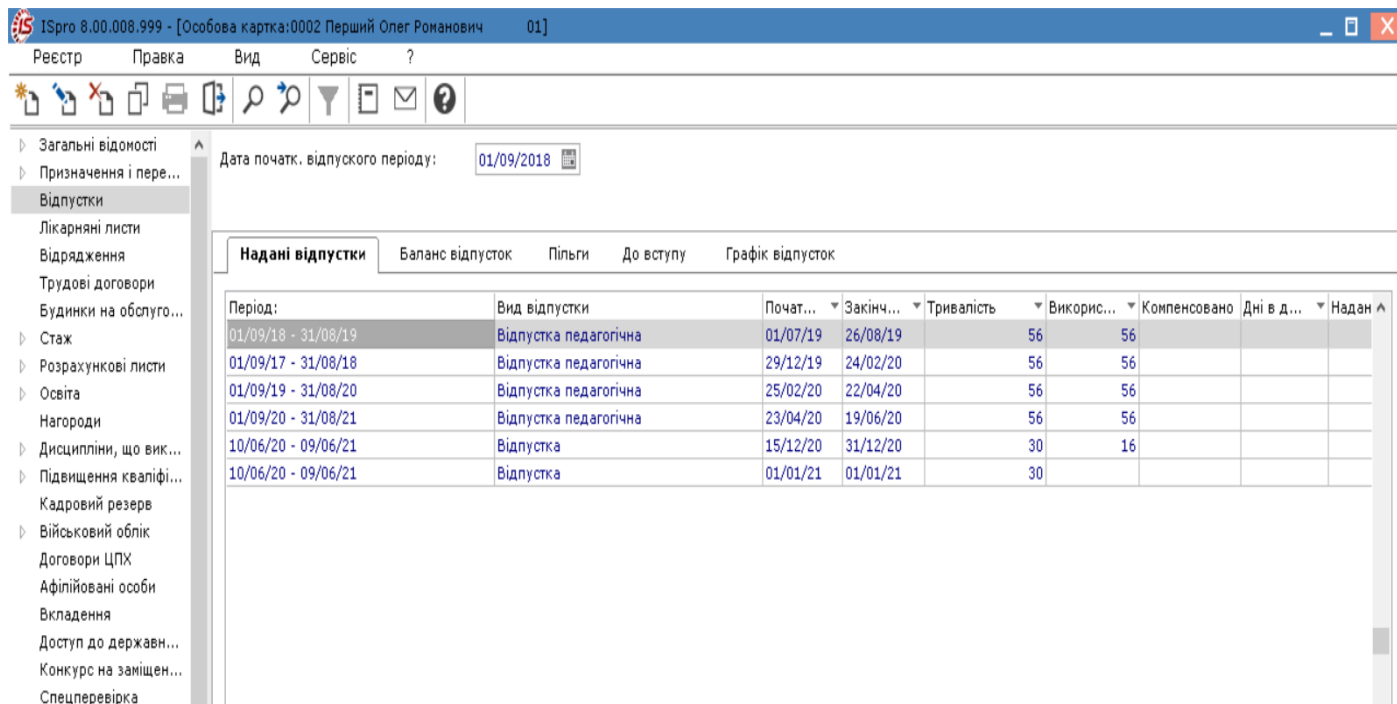 ISpro 8.00.008.999 - [Особова картка:0002 Перший Олег Романович 01]
Реєстр Правка Вид Сервіс ?
Загальні відомості
Призначення і пере...
Відпустки
Лікарняні листи
Відрядження
Трудові договори
Будинки на обслуго...
Стаж
Розрахункові листи
Освіта
Нагороди
Дисципліни, що вик...
Підвищення кваліфі...
Кадровий резерв
Військовий облік
Договори ЦПХ
Афілійовані особи
Вкладення
Доступ до державн...
Конкурс на заміщен...
Спецперевірка
Дата початк. відпуского періоду: 01/09/2018
Надані відпустки Баланс відпусток Пільги До вступу Графік відпусток
Період: Вид відпустки Почат... Закінч... Тривалість Викорис... Компенсовано Дні в д... Надан
01/09/18 - 31/08/19 Відпустка педагогічна 01/07/19 26/08/19 56 56
01/09/17 - 31/08/18 Відпустка педагогічна 29/12/19 24/02/20 56 56
01/09/19 - 31/08/20 Відпустка педагогічна 25/02/20 22/04/20 56 56
01/09/20 - 31/08/21 Відпустка педагогічна 23/04/20 19/06/20 56 56
10/06/20 - 09/06/21 Відпустка 15/12/20 31/12/20 30 16
10/06/20 - 09/06/21 Відпустка 01/01/21 01/01/21 30